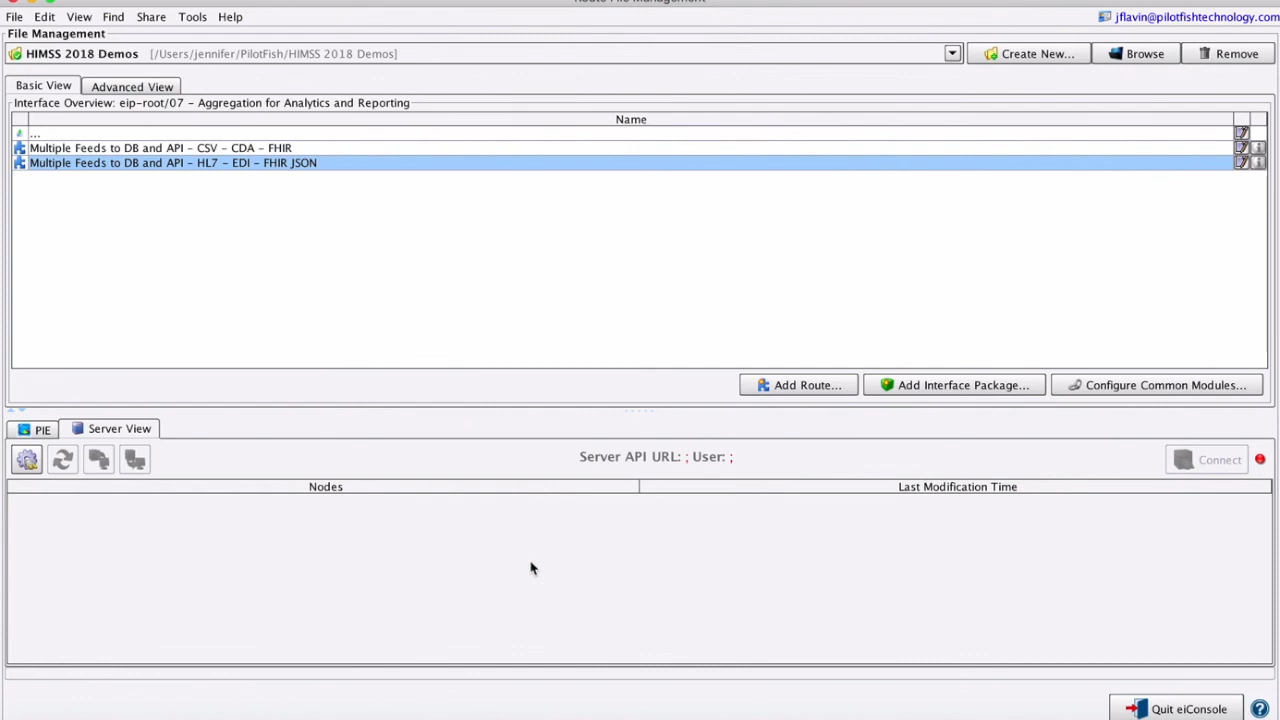 Route File Management
File Edit View Find Share Tools Help jflavin@pilotfishtechnology.com
File Management
HIMSS 2018 Demos [/Users/jennifer/PilotFish/HIMSS 2018 Demos] Create New... Browse Remove
Basic View Advanced View
Interface Overview: eip-root/07 - Aggregation for Analytics and Reporting
Name
...
Multiple Feeds to DB and API - CSV - CDA - FHIR
Multiple Feeds to DB and API - HL7 - EDI - FHIR JSON
Add Route... Add Interface Package... Configure Common Modules...
PIE Server View
Server API URL: ; User: ; Connect
Nodes Last Modification Time
Quit eiConsole ?